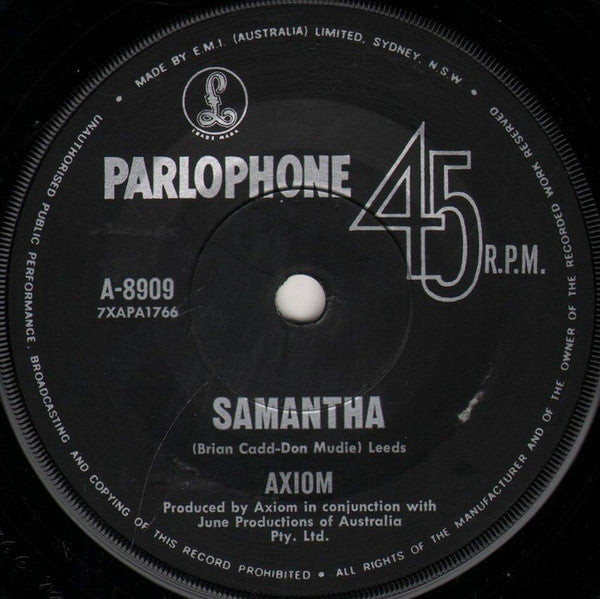 • MADE BY E.M.I. (AUSTRALIA) LIMITED, SYDNEY, N.S.W. •
£
TRADE MARK
PARLOPHONE
45
R.P.M.
A-8909
7XAPA1766
SAMANTHA
(Brian Cadd-Don Mudie) Leeds
AXIOM
Produced by Axiom in conjunction with
June Productions of Australia
Pty. Ltd.
UNAUTHORISED PUBLIC PERFORMANCE. BROADCASTING AND COPYING OF THIS RECORD PROHIBITED • ALL RIGHTS OF THE MANUFACTURER AND OF THE OWNER OF THE RECORDED WORK RESERVED